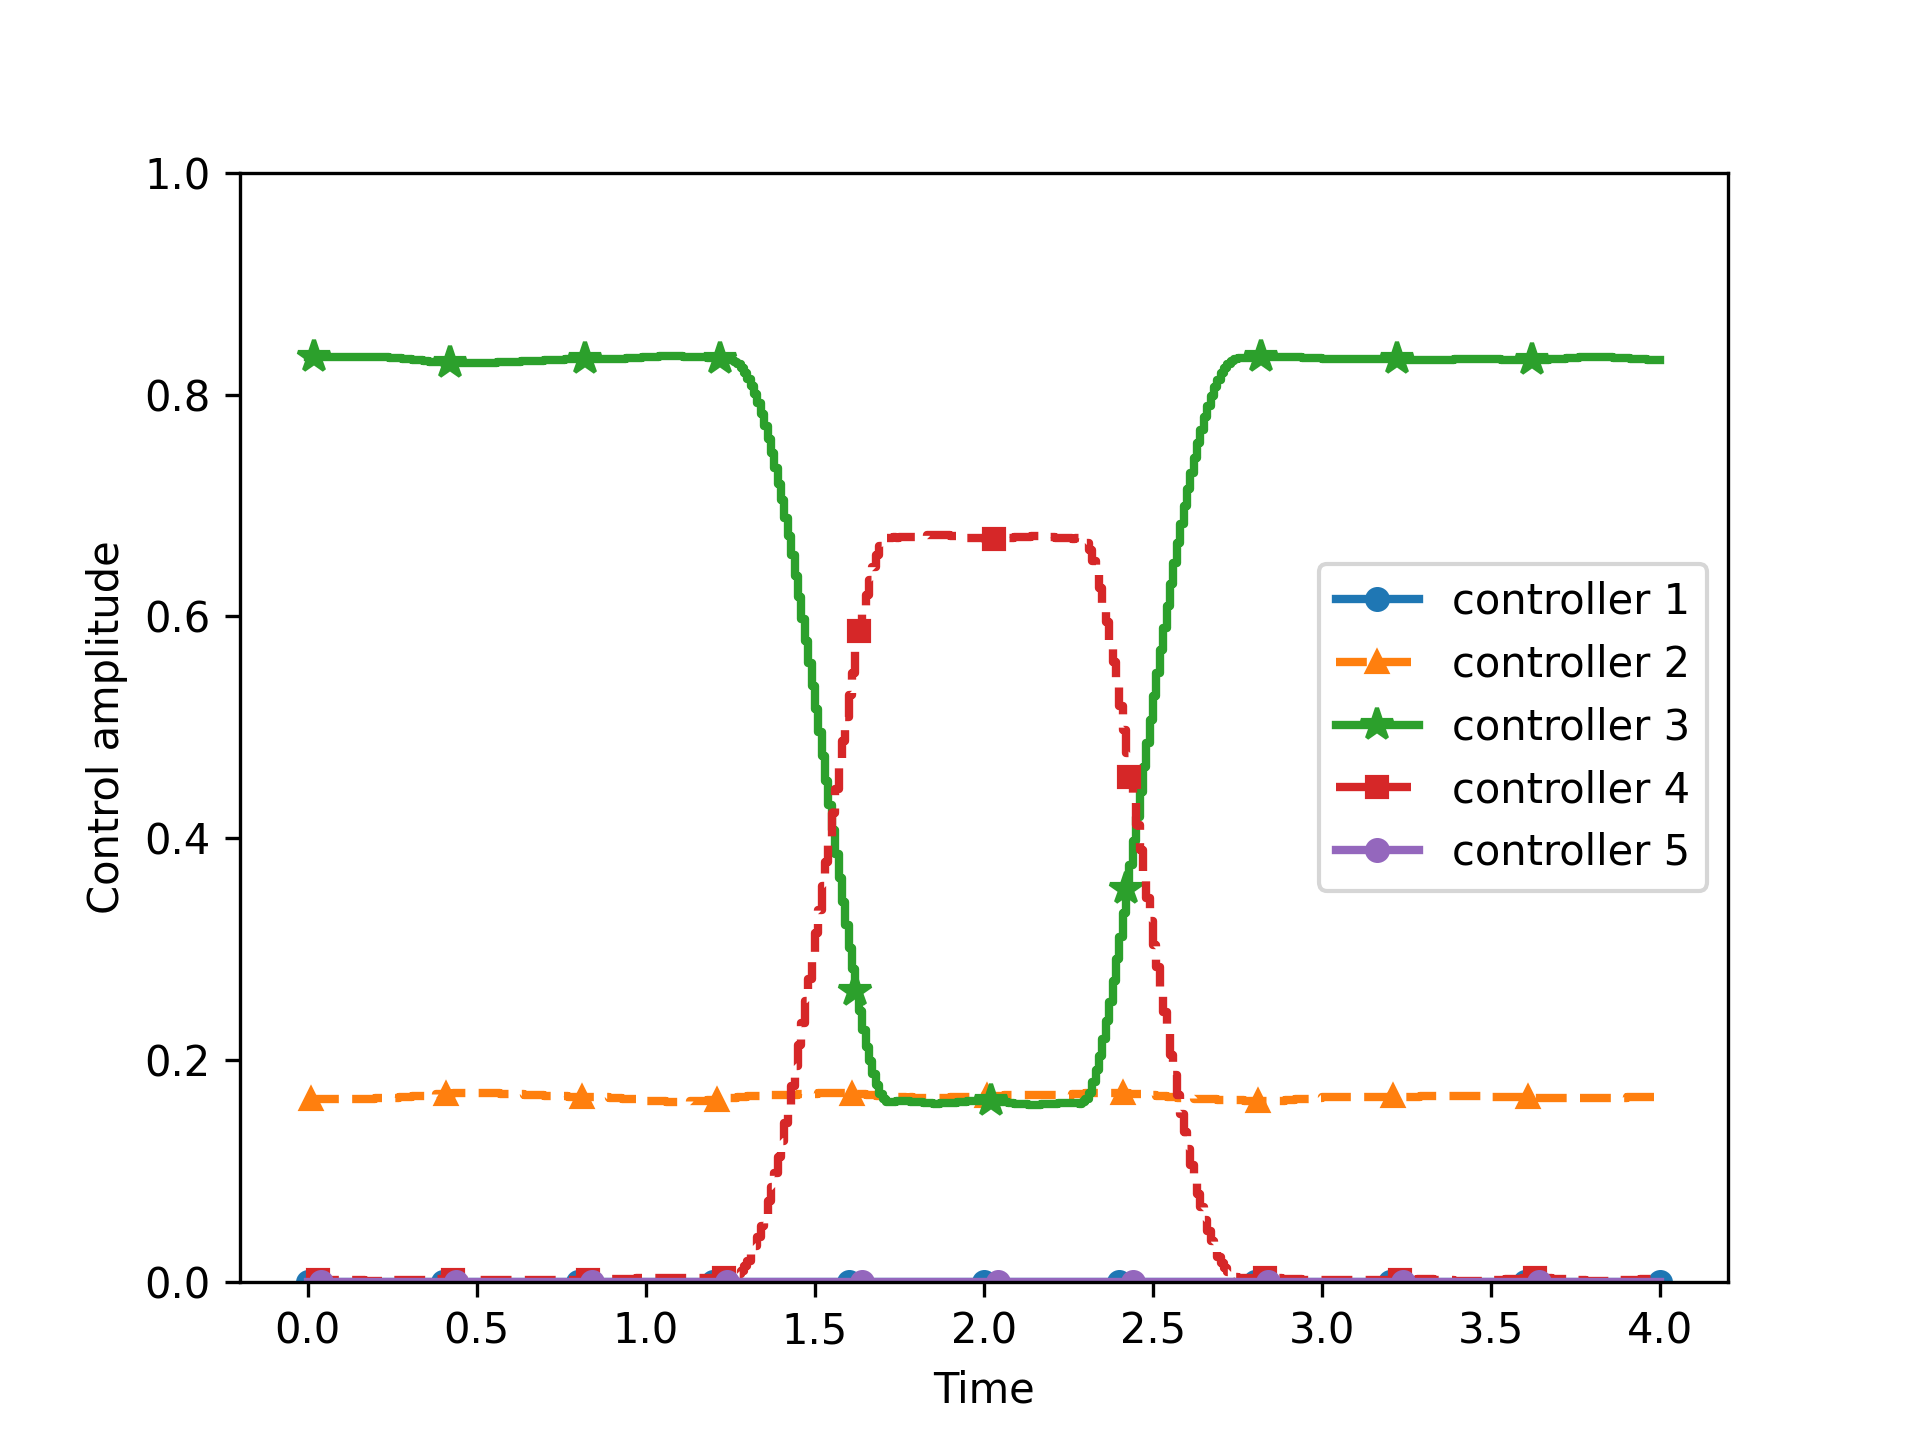 1.0
0.8
0.6
0.4
0.2
0.0
Control amplitude
controller 1
controller 2
controller 3
controller 4
controller 5
0.0 0.5 1.0 1.5 2.0 2.5 3.0 3.5 4.0
Time